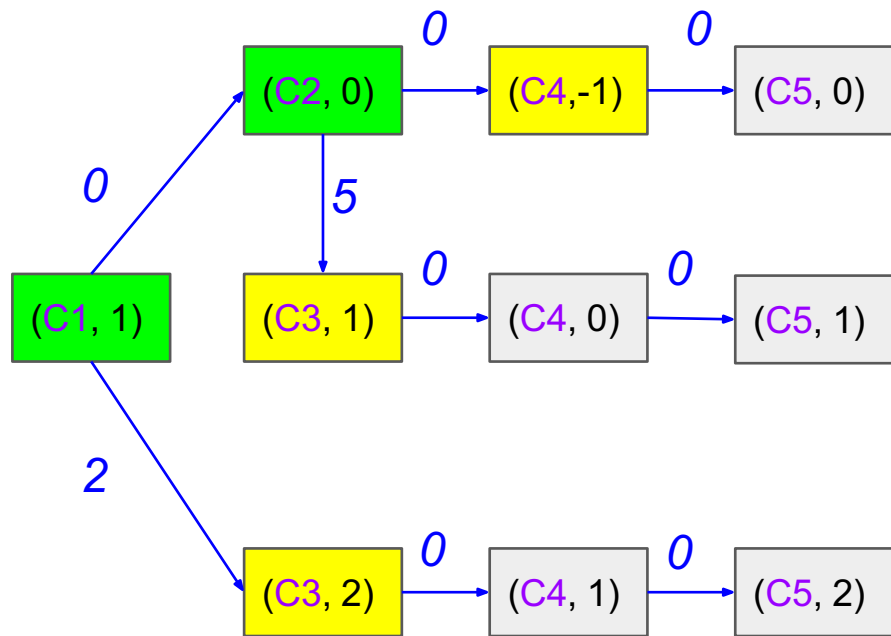 0
0
(C2, 0)
(C4,-1)
(C5, 0)
0
5
0
0
(C1, 1)
(C3, 1)
(C4, 0)
(C5, 1)
2
0
0
(C3, 2)
(C4, 1)
(C5, 2)